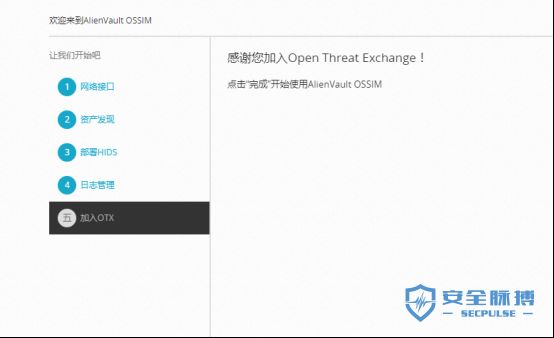 欢迎来到AlienVault OSSIM
让我们开始吧
1 网络接口
2 资产发现
3 部署HIDS
4 日志管理
五 加入OTX
感谢您加入Open Threat Exchange！
点击“完成”开始使用AlienVault OSSIM
安全脉搏
SECPULSE